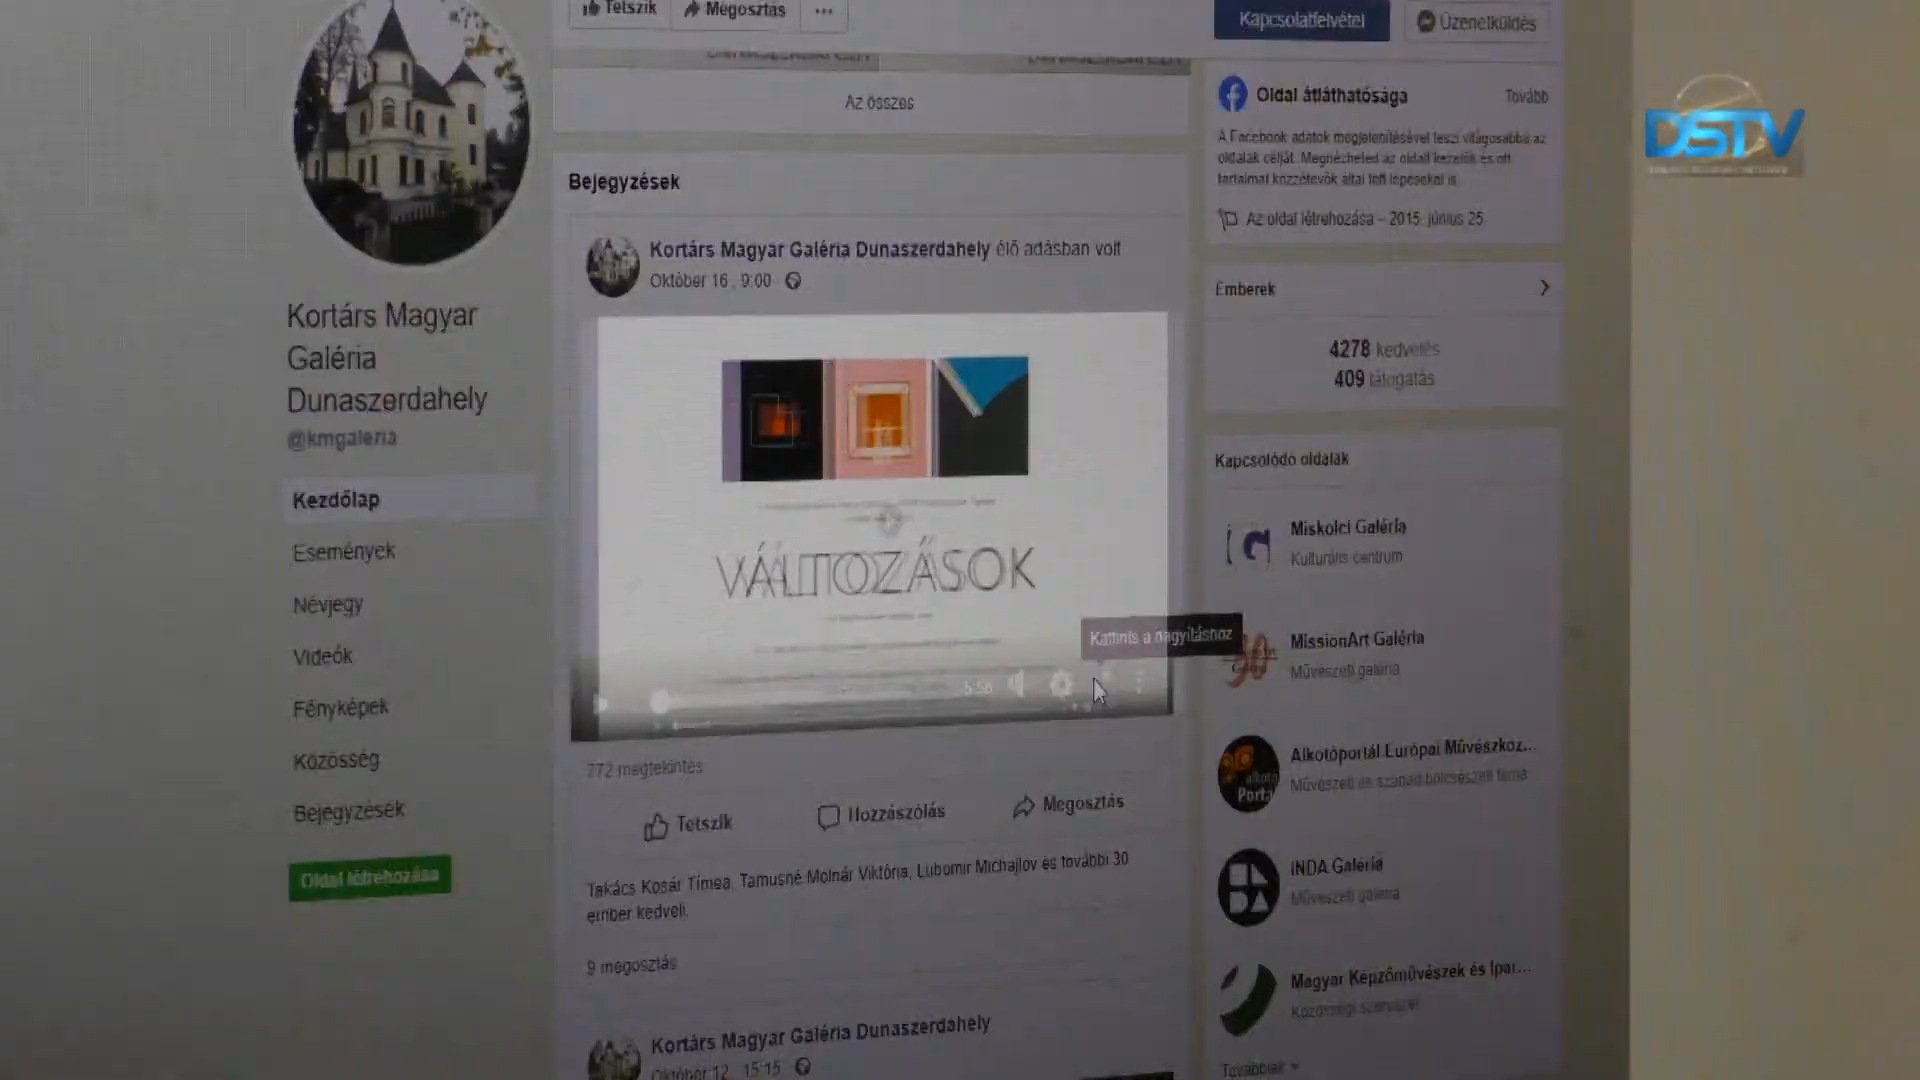 Tetszik
Megosztás
Kapcsolatfelvétel
Üzenetküldés
Az összes
Oldal átláthatósága
Tovább
A Facebook adatok megjelenítésével teszi világosabbá az
oldalak célját. Megnézheted az oldalt kezelők és ott
tartalmat közzétevők által tett lépéseket is.
Az oldal létrehozása – 2015. június 25
DSTV
Kortárs Magyar
Galéria
Dunaszerdahely
@kmgaleria
Kezdőlap
Események
Névjegy
Videók
Fényképek
Közösség
Bejegyzések
Oldal létrehozása
Bejegyzések
Kortárs Magyar Galéria Dunaszerdahely élő adásban volt
Október 16., 9:00
VÁLTOZÁSOK
Kattints a nagyításhoz
5:56
772 megtekintés
Tetszik
Hozzászólás
Megosztás
Takács Kosár Tímea, Tamusné Molnár Viktória, Lubomir Michajlov és további 30
ember kedveli.
9 megosztás
Kortárs Magyar Galéria Dunaszerdahely
Október 12., 15:15
Emberek
4278 kedvelés
409 látogatás
Kapcsolódó oldalak
Miskolci Galéria
Kulturális centrum
MissionArt Galéria
Művészeti galéria
Alkotóportál Európai Művészköz...
Művészeti és szabad bölcsészeti téma
INDA Galéria
Művészeti galéria
Magyar Képzőművészek és Ipar...
Közösségi szervezet
Továbbiak